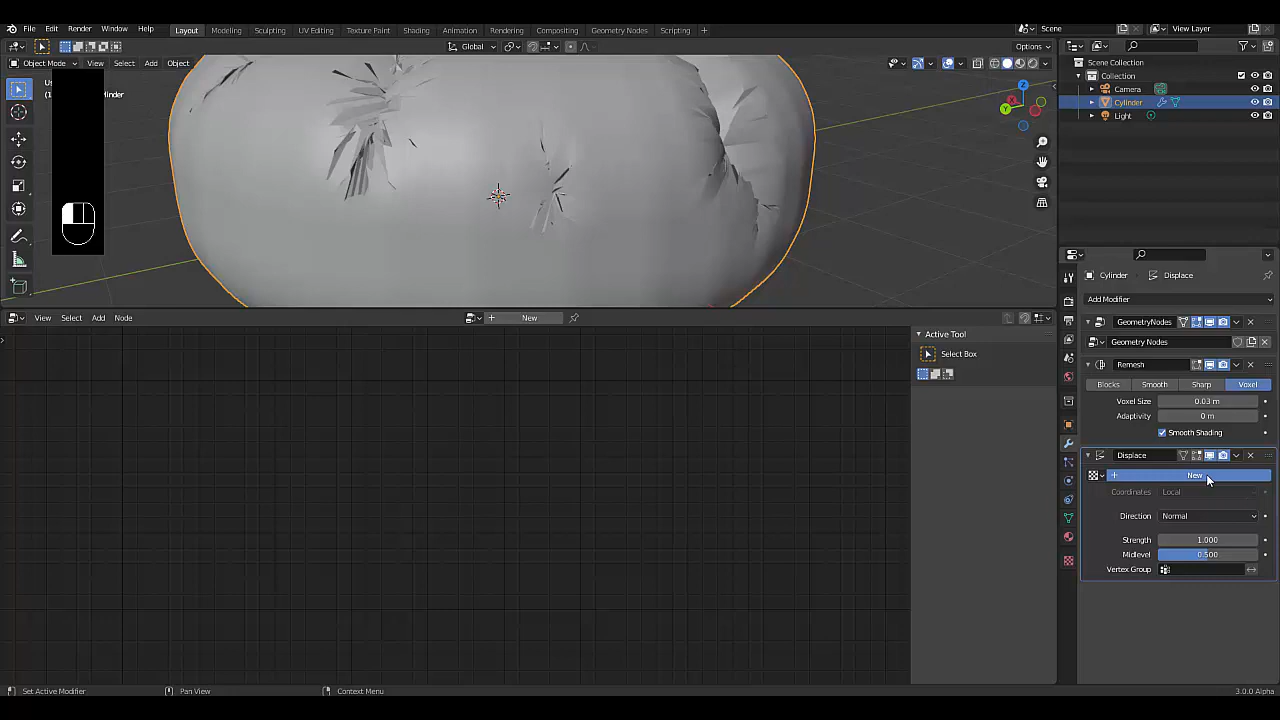 File Edit Render Window Help Layout Modeling Sculpting UV Editing Texture Paint Shading Animation Rendering Compositing Geometry Nodes Scripting Scene View Layer
Global Options
Object Mode View Select Add Object
Scene Collection
Collection
Camera
Cylinder
Light
Z
Y
Cylinder Displace
Add Modifier
View Select Add Node New
GeometryNodes
Active Tool
Geometry Nodes
Select Box
Remesh
Blocks Smooth Sharp Voxel
Voxel Size 0.03 m
Adaptivity 0 m
Smooth Shading
Displace
New
Coordinates Local
Direction Normal
Strength 1.000
Midlevel 0.500
Vertex Group
Set Active Modifier Pan View Context Menu 3.0.0 Alpha